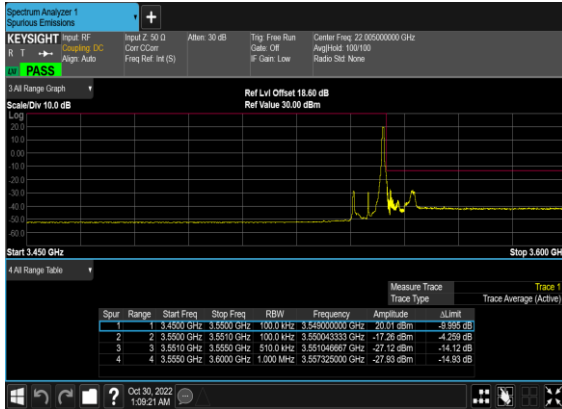 Spectrum Analyzer 1
Spurious Emissions
+
KEYSIGHT Input: RF Input Z: 50 Ω Atten: 30 dB Trig: Free Run Center Freq: 22.005000000 GHz
R T Coupling: DC Corr CCorr Gate: Off Avg|Hold: 100/100
Align: Auto Freq Ref: Int (S) IF Gain: Low Radio Std: None
PASS
3 All Range Graph
Ref Lvl Offset 18.60 dB
Scale/Div 10.0 dB Ref Value 30.00 dBm
Log
20.0
10.0
0.00
-10.0
-20.0
-30.0
-40.0
-50.0
-60.0
Start 3.450 GHz Stop 3.600 GH
4 All Range Table
Measure Trace Trace 1
Trace Type Trace Average (Active)
Spur Range Start Freq Stop Freq RBW Frequency Amplitude ΔLimit
1 1 3.4500 GHz 3.5500 GHz 100.0 kHz 3.549000000 GHz 20.01 dBm -9.995 dB
2 2 3.5500 GHz 3.5510 GHz 100.0 kHz 3.550043333 GHz -17.26 dBm -4.259 dB
3 3 3.5510 GHz 3.5550 GHz 510.0 kHz 3.551046667 GHz -27.12 dBm -14.12 dB
4 4 3.5550 GHz 3.6000 GHz 1.000 MHz 3.557325000 GHz -27.93 dBm -14.93 dB
? Oct 30, 2022
1:09:21 AM